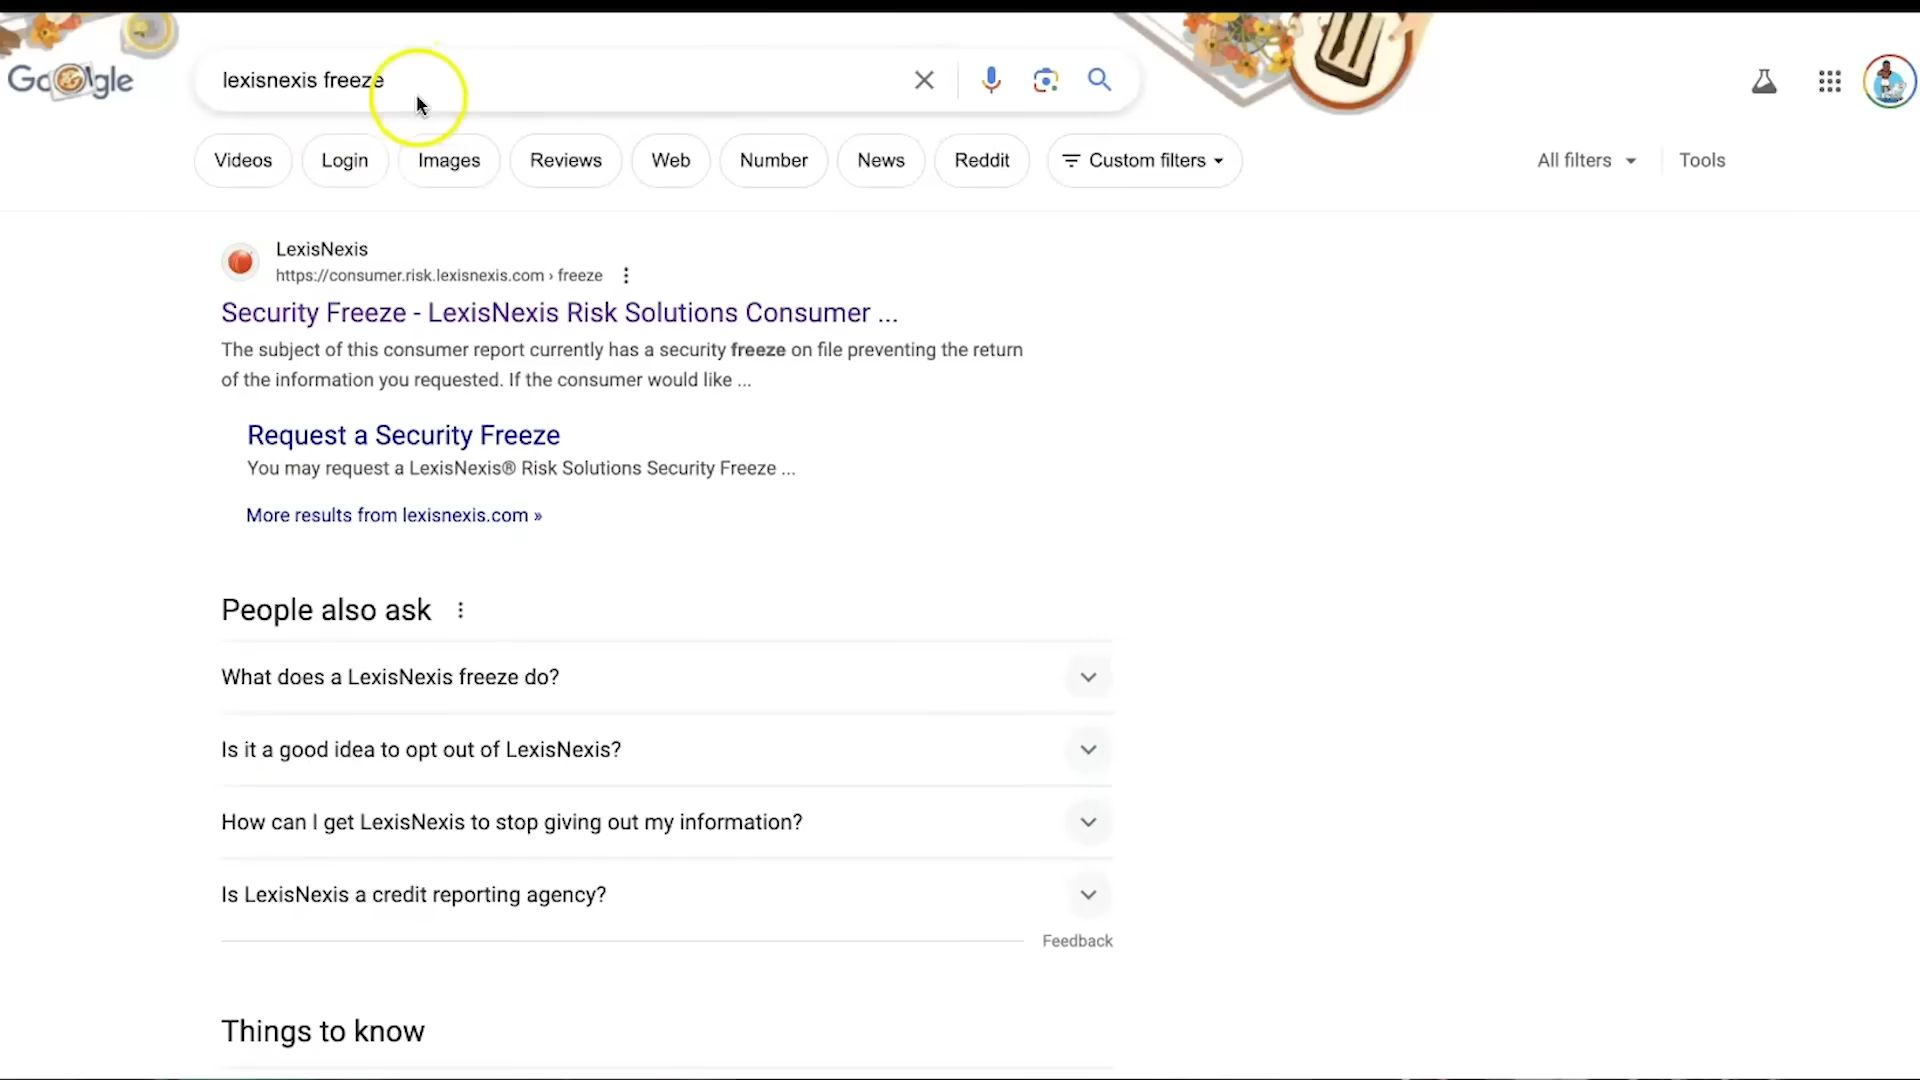 Google
lexisnexis freeze
Videos
Login
Images
Reviews
Web
Number
News
Reddit
Custom filters
All filters
Tools
LexisNexis
https://consumer.risk.lexisnexis.com › freeze
Security Freeze - LexisNexis Risk Solutions Consumer ...
The subject of this consumer report currently has a security freeze on file preventing the return
of the information you requested. If the consumer would like ...
Request a Security Freeze
You may request a LexisNexis® Risk Solutions Security Freeze ...
More results from lexisnexis.com »
People also ask
What does a LexisNexis freeze do?
Is it a good idea to opt out of LexisNexis?
How can I get LexisNexis to stop giving out my information?
Is LexisNexis a credit reporting agency?
Feedback
Things to know